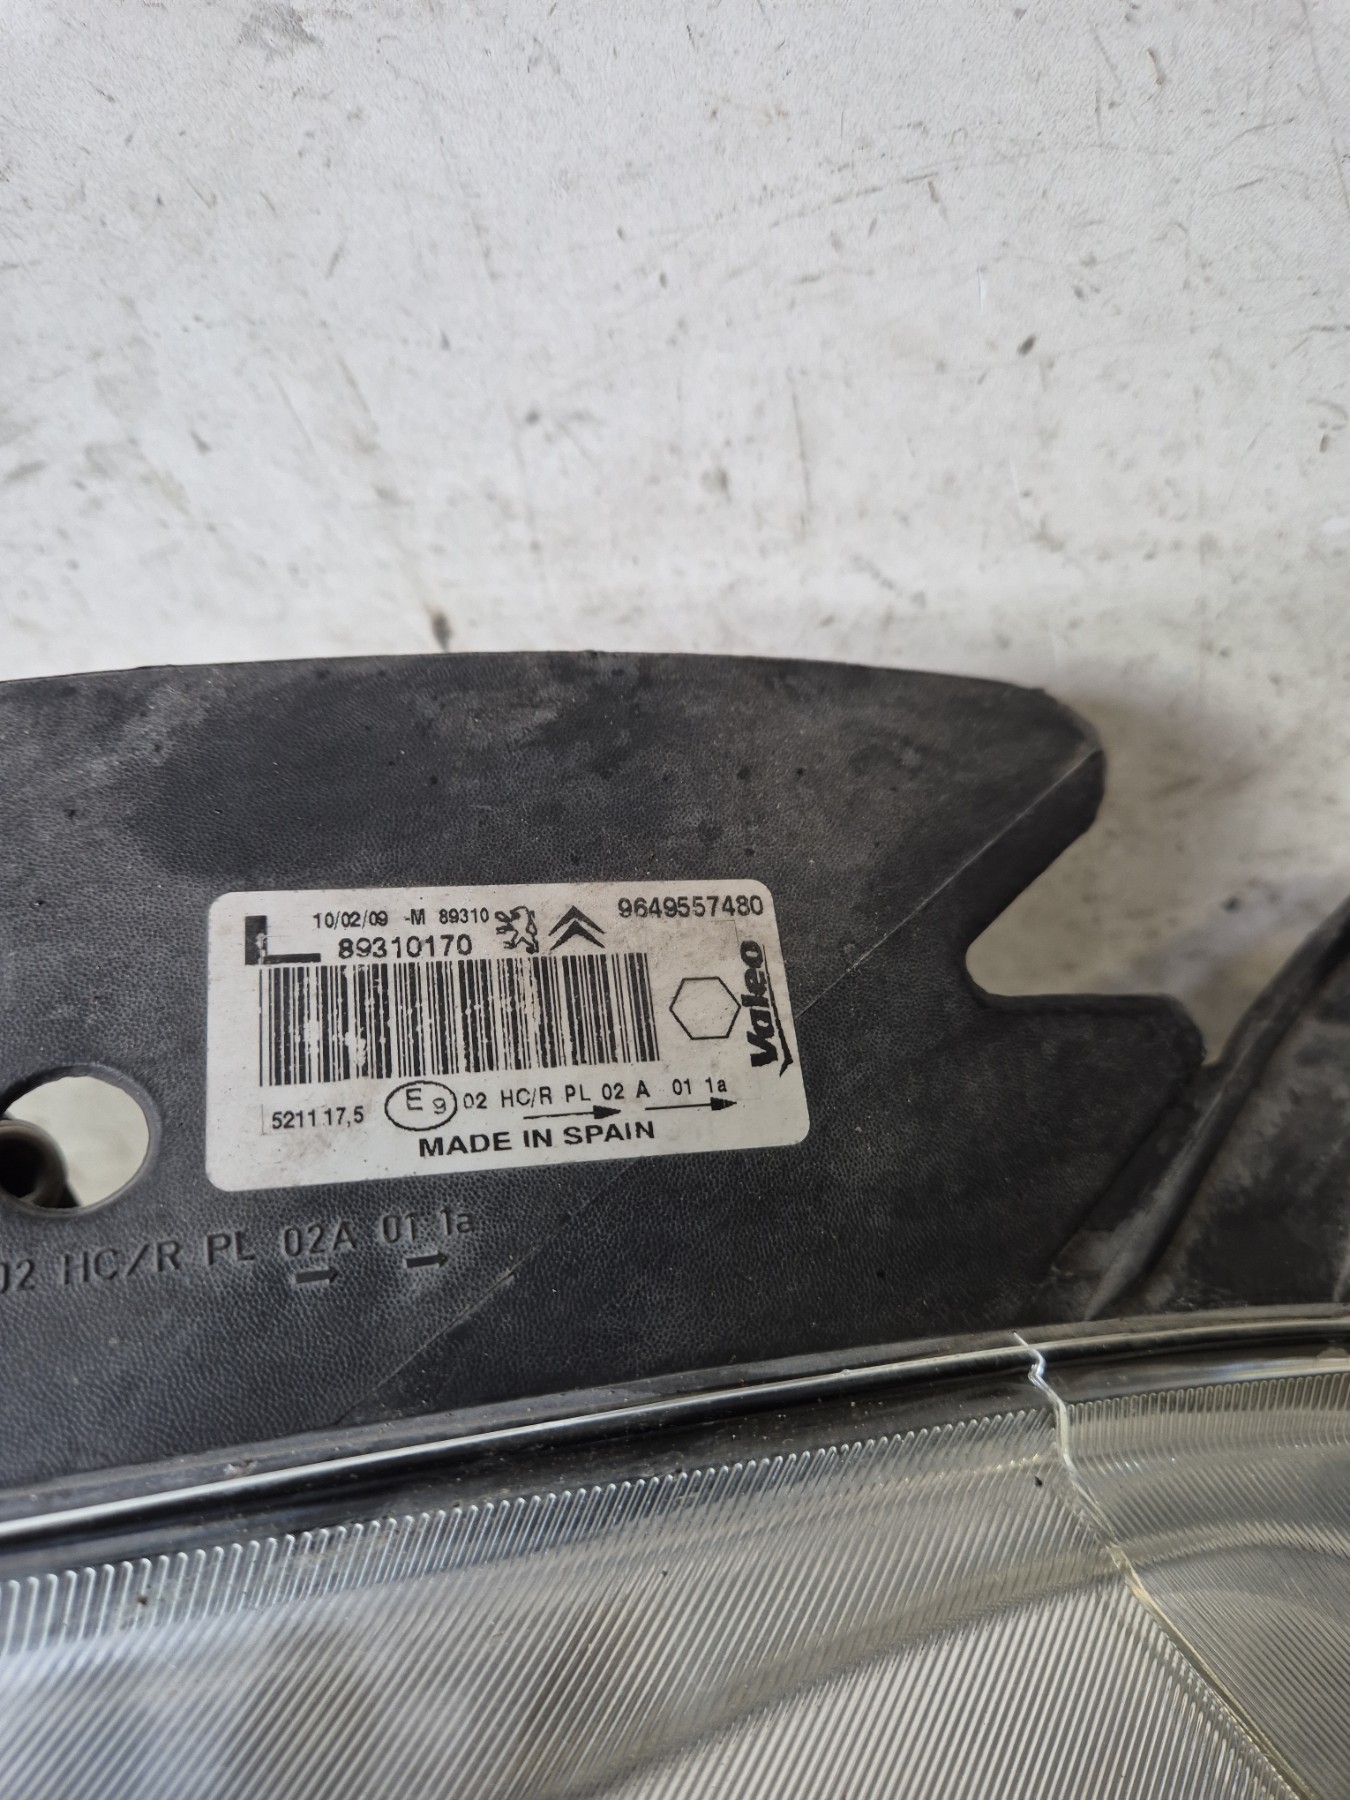 L 10/02/09 -M 89310 9649557480
89310170
Valeo
5211 17,5 E9 02 HC/R PL 02 A 01 1a
MADE IN SPAIN
02 HC/R PL 02A 01 1a